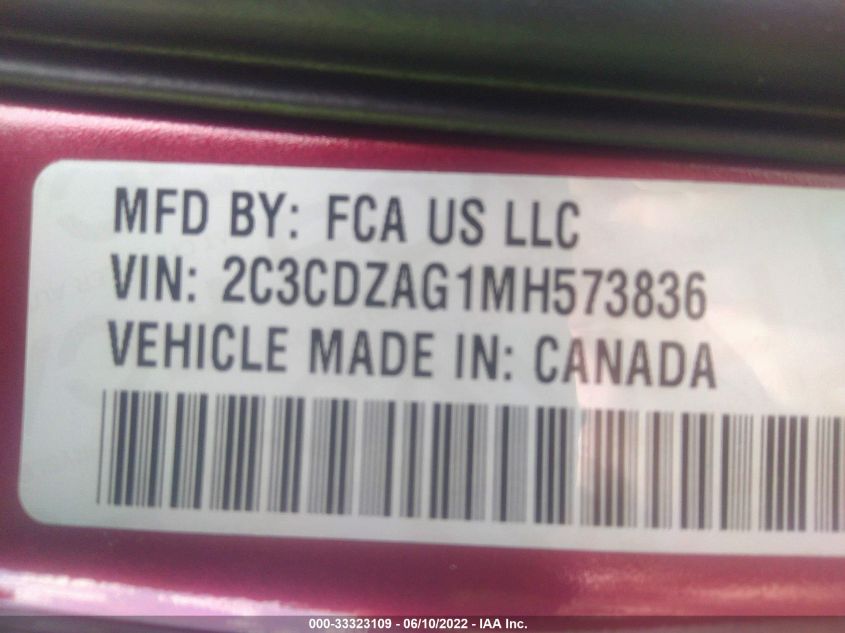 MFD BY: FCA US LLC
VIN: 2C3CDZAG1MH573836
VEHICLE MADE IN: CANADA
000-33323109 - 06/10/2022 - IAA Inc.